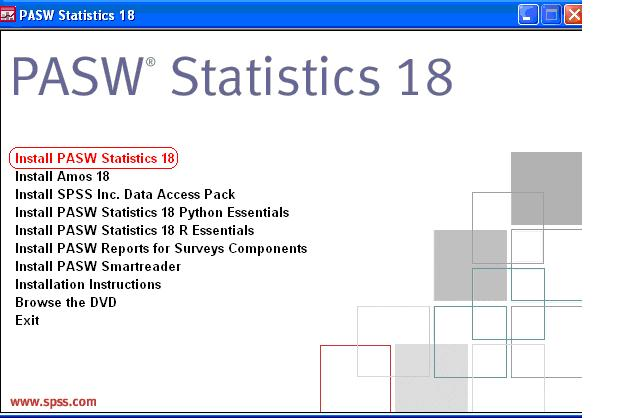 PASW Statistics 18
PASW® Statistics 18
Install PASW Statistics 18
Install Amos 18
Install SPSS Inc. Data Access Pack
Install PASW Statistics 18 Python Essentials
Install PASW Statistics 18 R Essentials
Install PASW Reports for Surveys Components
Install PASW Smartreader
Installation Instructions
Browse the DVD
Exit
www.spss.com